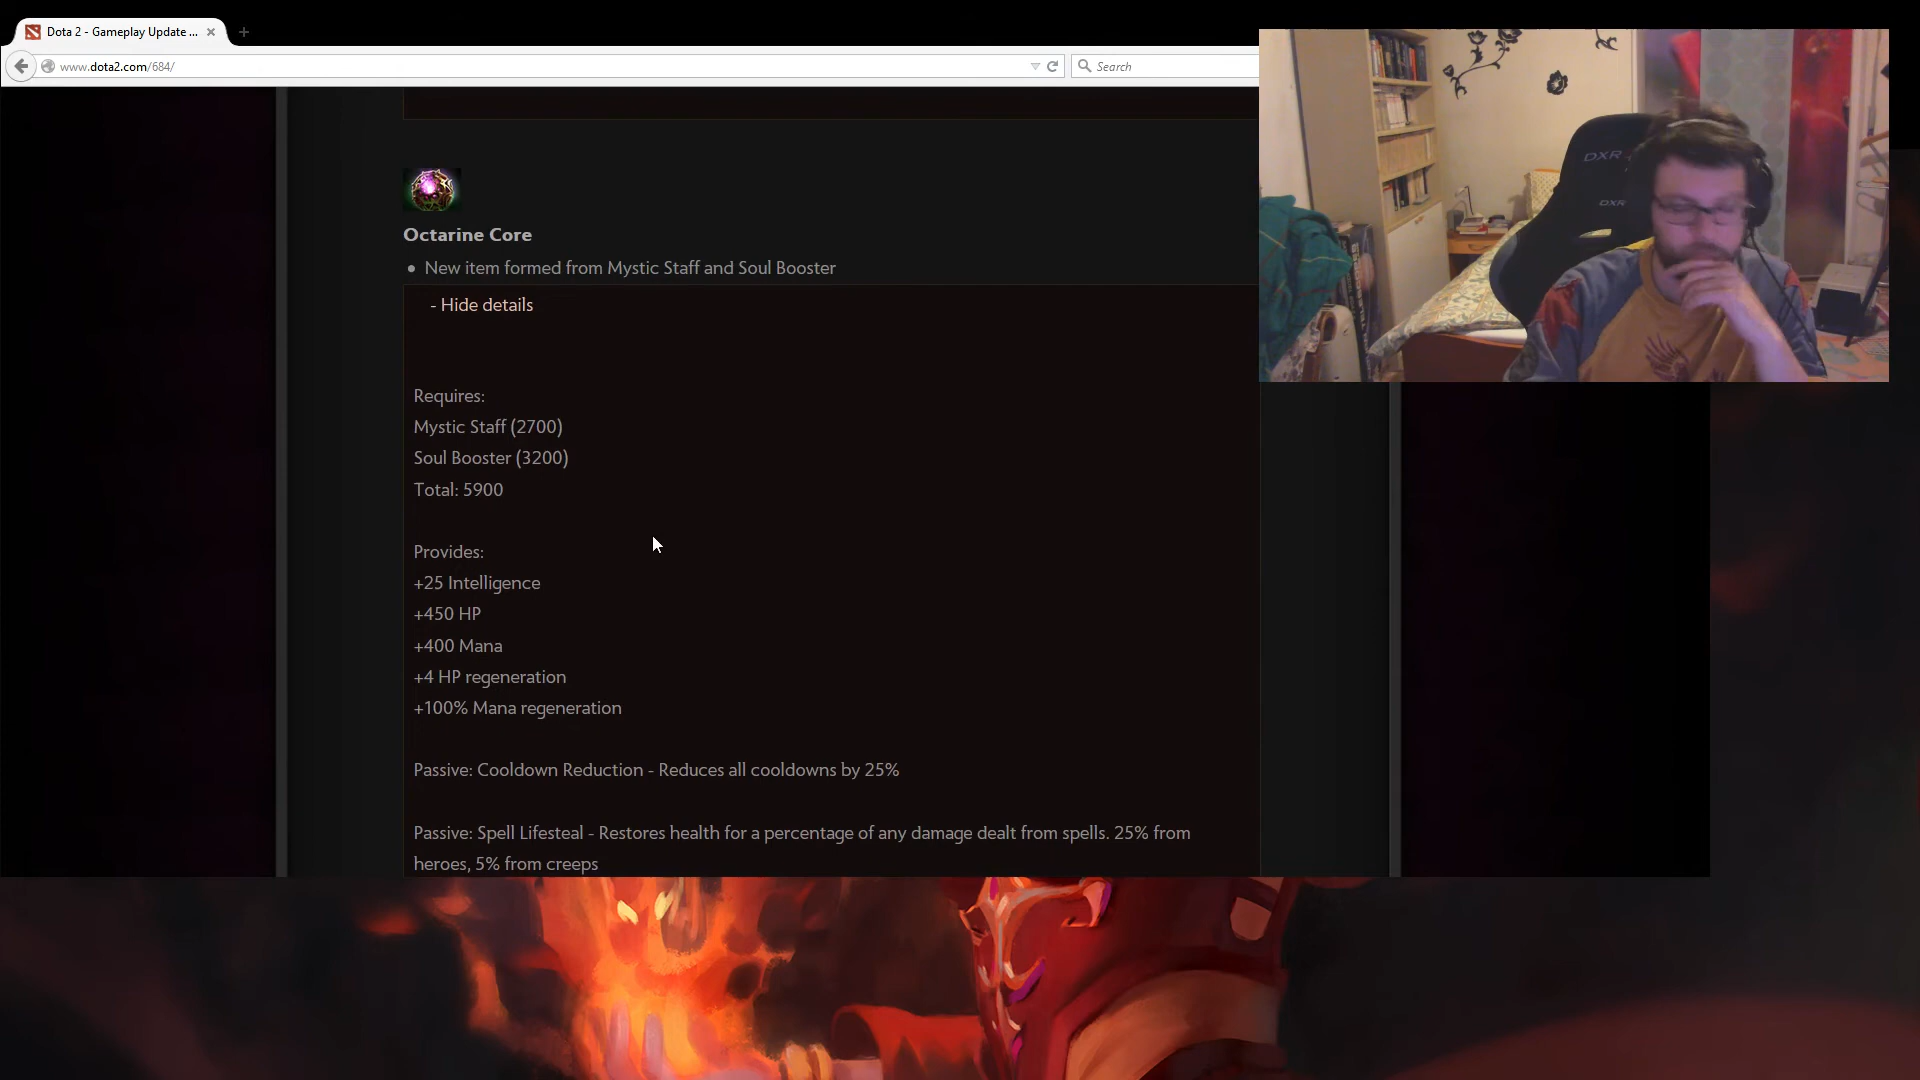 Dota 2 - Gameplay Update ...
www.dota2.com/684/
Search
Octarine Core
• New item formed from Mystic Staff and Soul Booster
- Hide details
Requires:
Mystic Staff (2700)
Soul Booster (3200)
Total: 5900
Provides:
+25 Intelligence
+450 HP
+400 Mana
+4 HP regeneration
+100% Mana regeneration
Passive: Cooldown Reduction - Reduces all cooldowns by 25%
Passive: Spell Lifesteal - Restores health for a percentage of any damage dealt from spells. 25% from
heroes, 5% from creeps
DXR
DXR